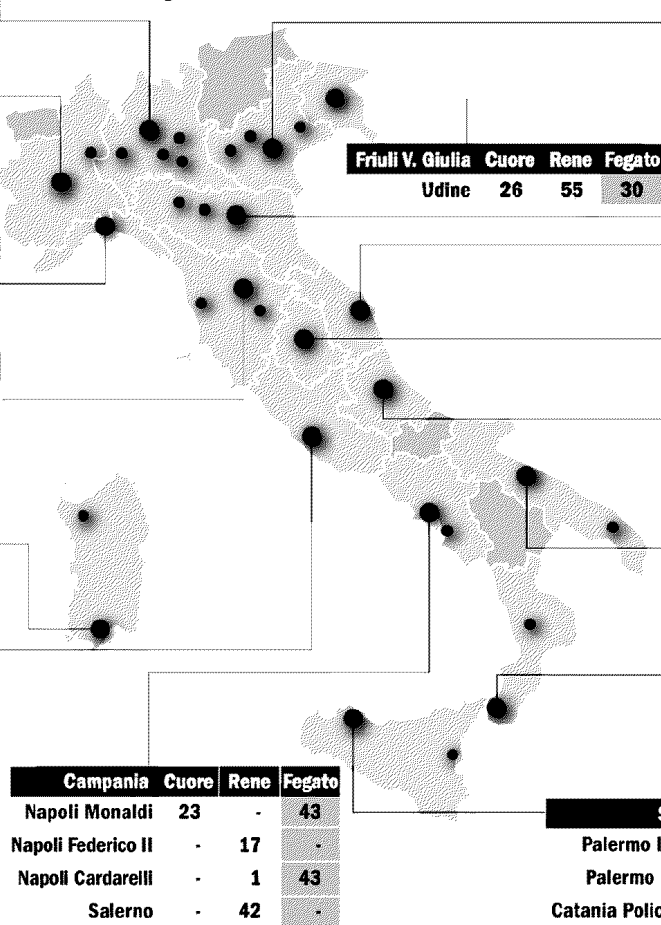 Friuli V. Giulia Cuore Rene Fegato
Udine 26 55 30
Campania Cuore Rene Fegato
Napoli Monaldi 23 - 43
Napoli Federico II - 17 -
Napoli Cardarelli - 1 43
Salerno - 42 -
Palermo
Palermo
Catania Polic